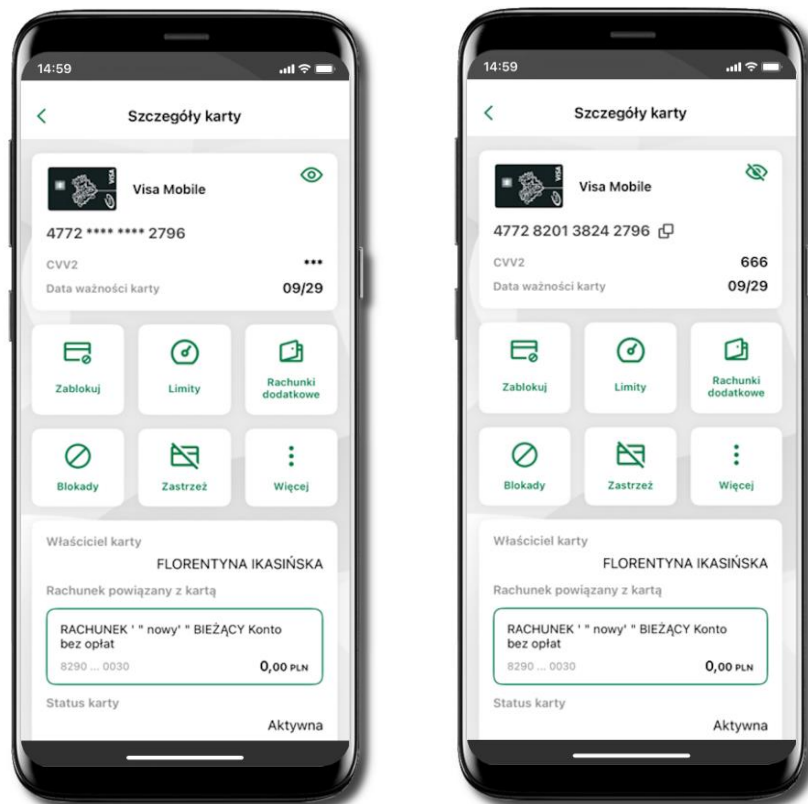 14:59
Szczegóły karty
VISA
Visa Mobile
4772 **** **** 2796
CVV2 ***
Data ważności karty 09/29
Zablokuj Limity Rachunki dodatkowe
Blokady Zastrzeż Więcej
Właściciel karty
FLORENTYNA IKASIŃSKA
Rachunek powiązany z kartą
RACHUNEK ' " nowy' " BIEŻĄCY Konto
bez opłat
8290 ... 0030 0,00 PLN
Status karty
Aktywna
14:59
Szczegóły karty
VISA
Visa Mobile
4772 8201 3824 2796
CVV2 666
Data ważności karty 09/29
Zablokuj Limity Rachunki dodatkowe
Blokady Zastrzeż Więcej
Właściciel karty
FLORENTYNA IKASIŃSKA
Rachunek powiązany z kartą
RACHUNEK ' " nowy' " BIEŻĄCY Konto
bez opłat
8290 ... 0030 0,00 PLN
Status karty
Aktywna